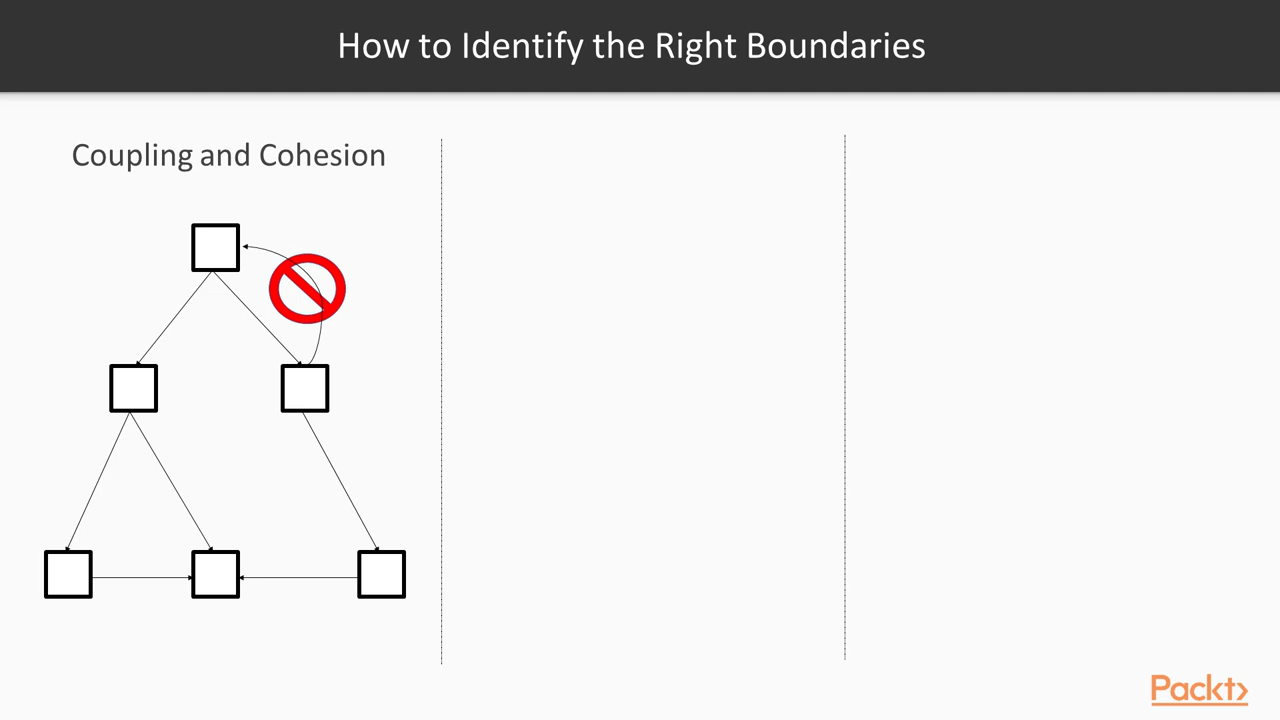 How to Identify the Right Boundaries
Coupling and Cohesion
Packt>